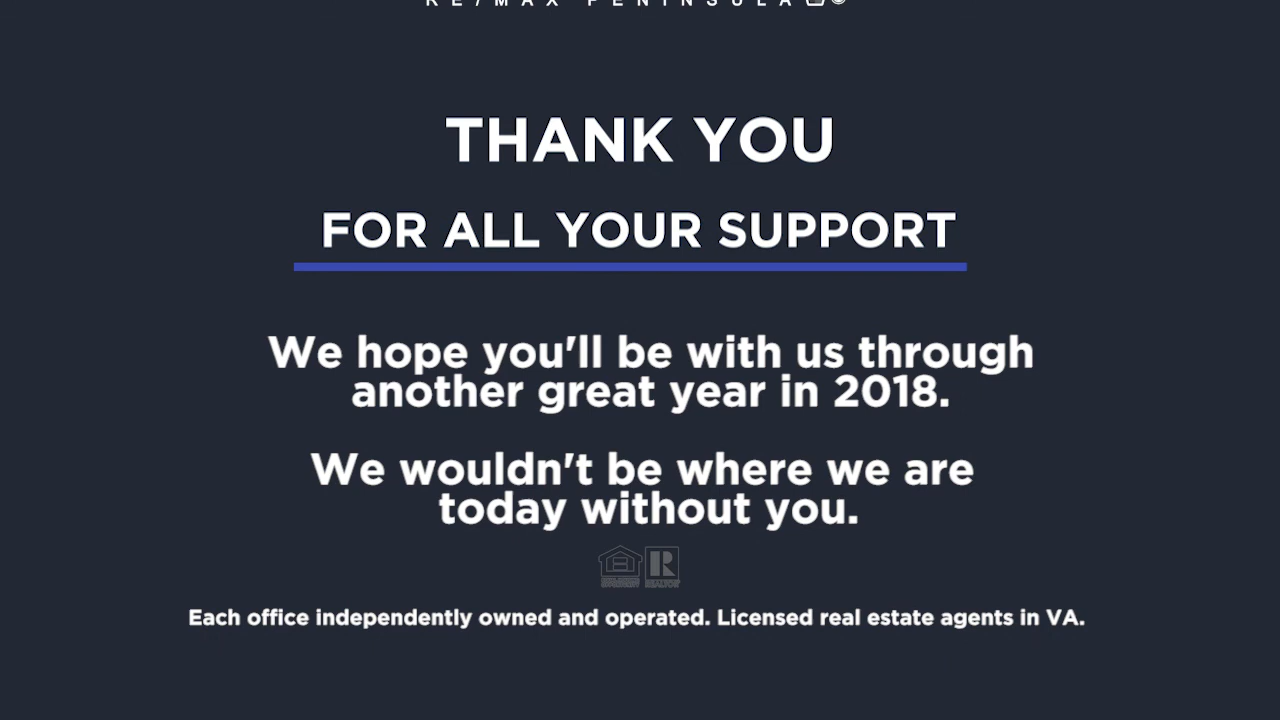 RE/MAX PENINSULA
THANK YOU
FOR ALL YOUR SUPPORT
We hope you'll be with us through
another great year in 2018.
We wouldn't be where we are
today without you.
REALTOR
Each office independently owned and operated. Licensed real estate agents in VA.